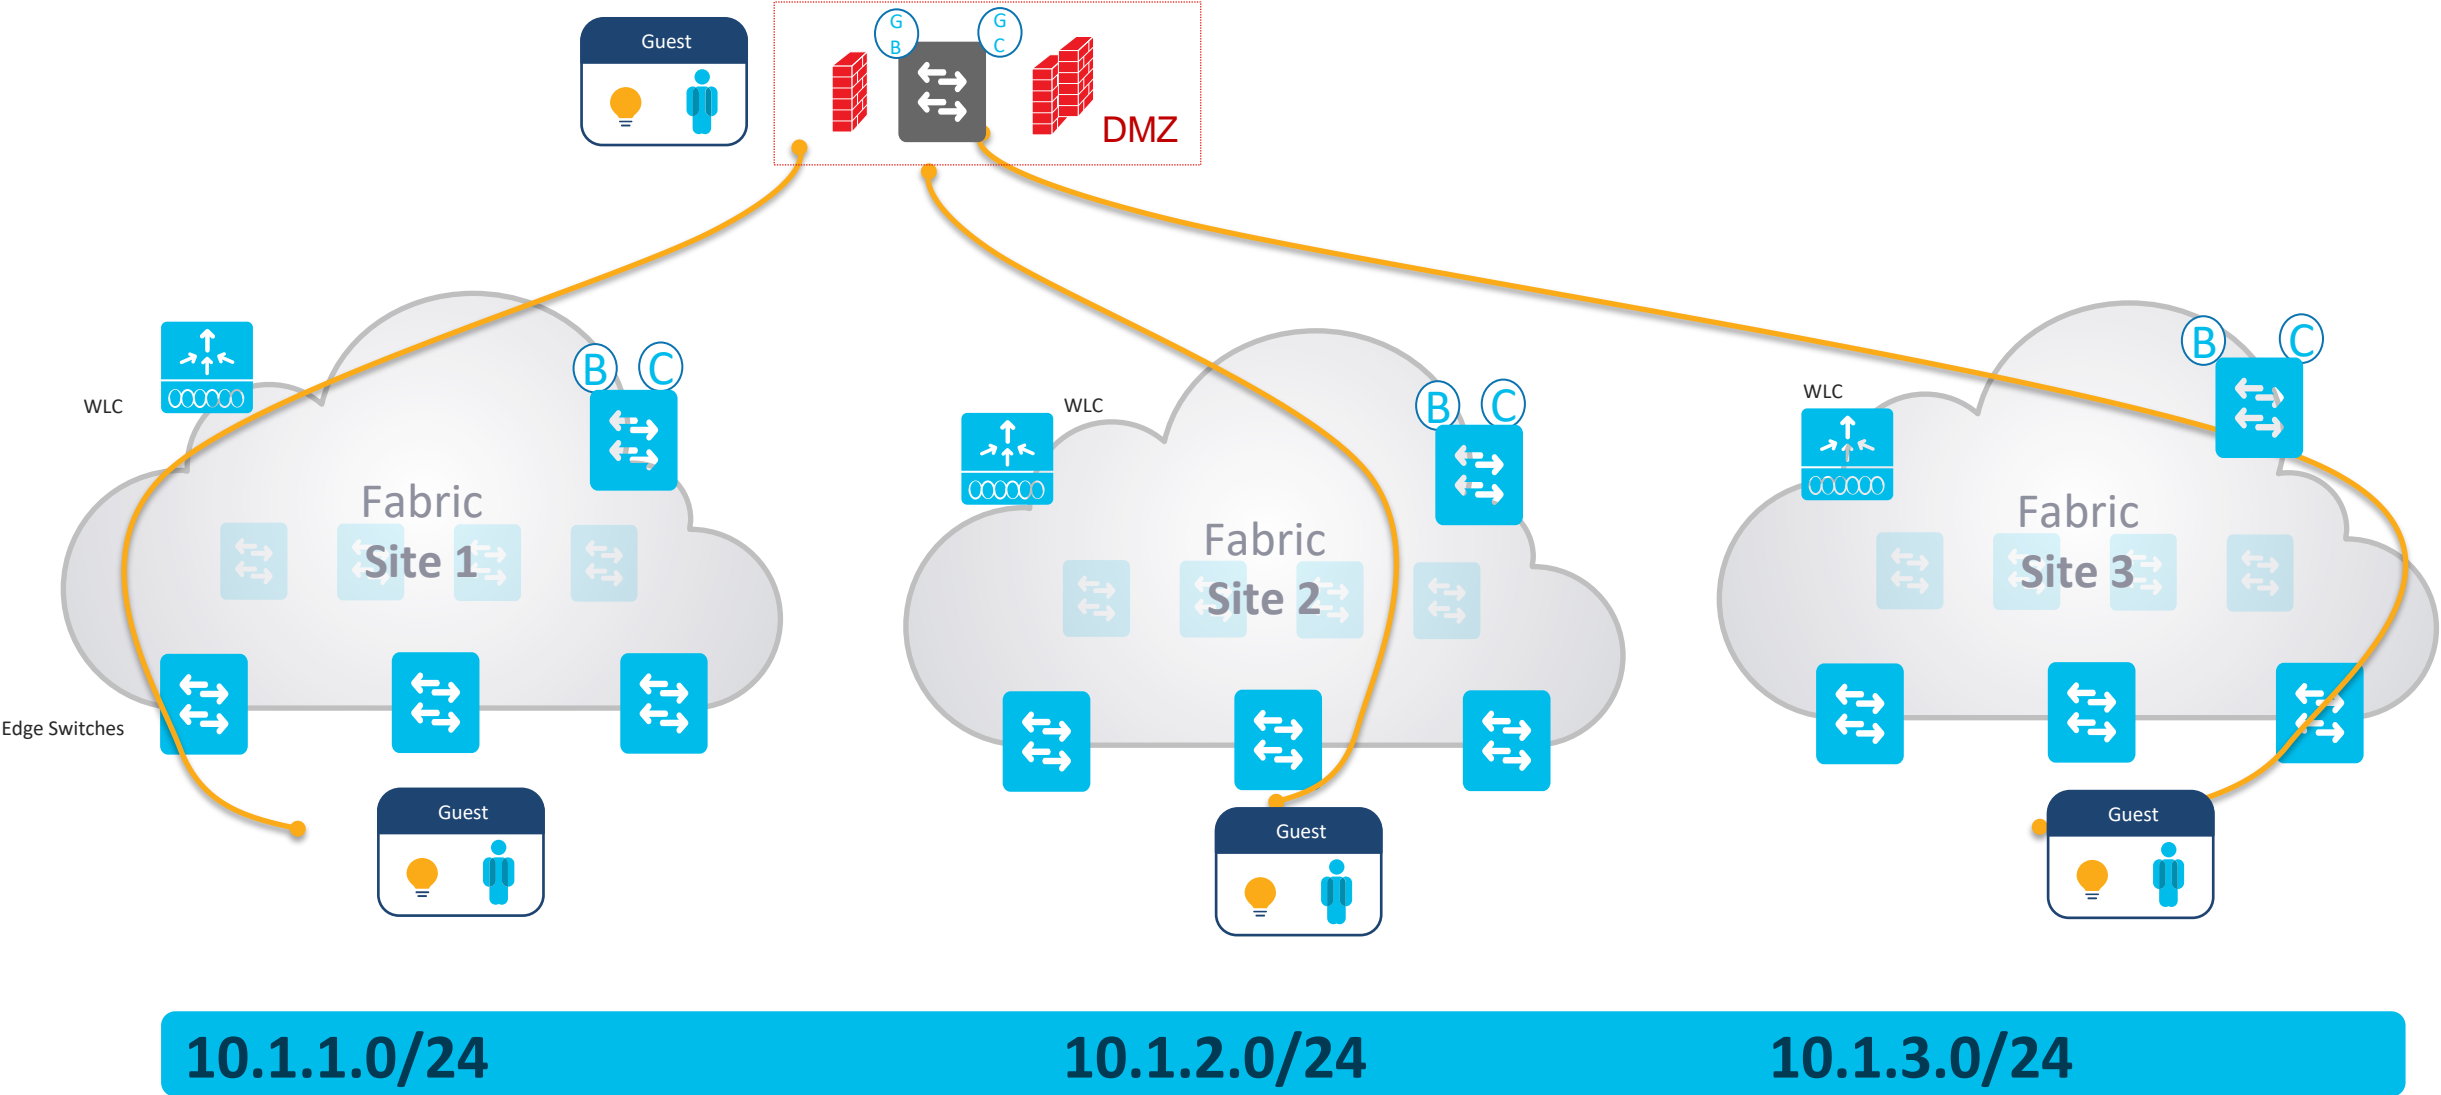 Guest
G
B
G
C
DMZ
WLC
B
C
Fabric
Site 1
Edge Switches
Guest
WLC
B
C
Fabric
Site 2
Guest
WLC
B
C
Fabric
Site 3
Guest
10.1.1.0/24
10.1.2.0/24
10.1.3.0/24